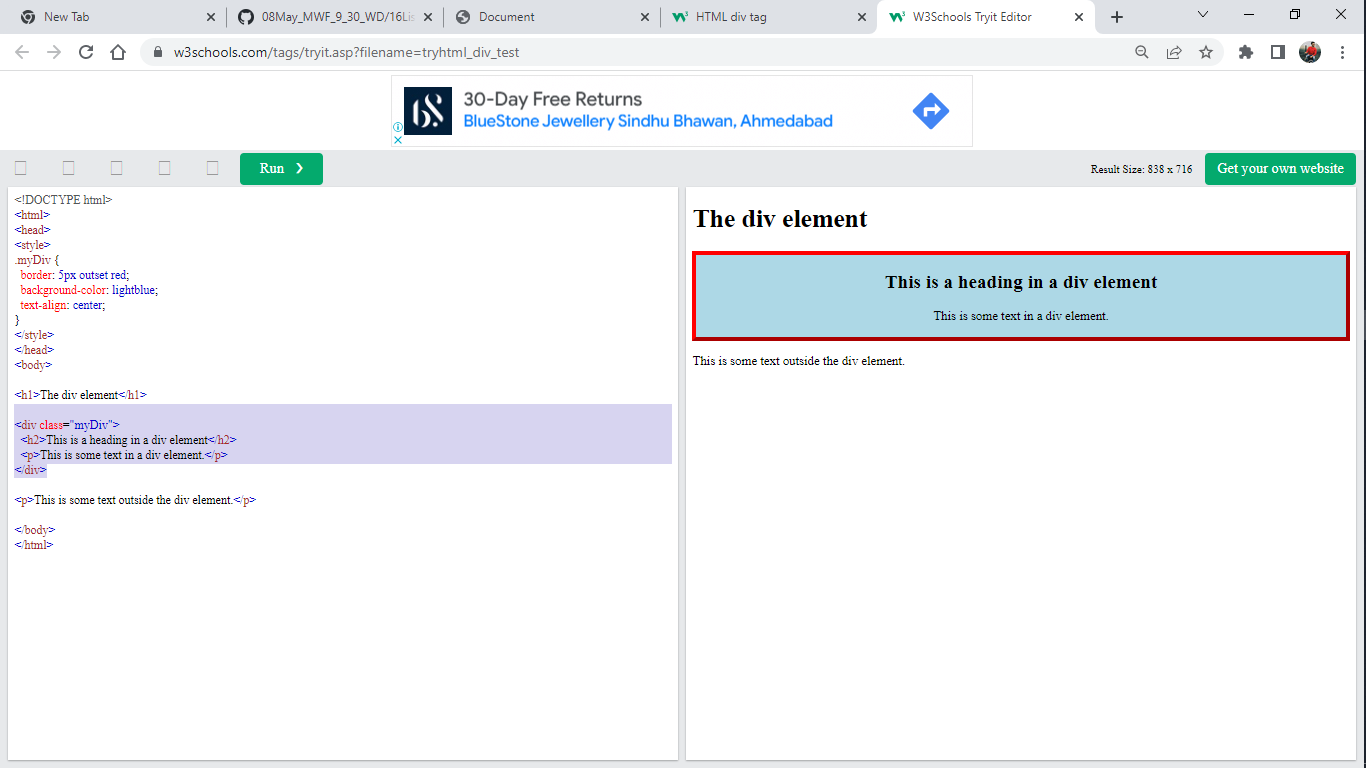 New Tab
08May_MWF_9_30_WD/16Lis
Document
HTML div tag
W3Schools Tryit Editor
w3schools.com/tags/tryit.asp?filename=tryhtml_div_test
30-Day Free Returns
BlueStone Jewellery Sindhu Bhawan, Ahmedabad
Run ❯
Result Size: 838 x 716
Get your own website
<!DOCTYPE html>
<html>
<head>
<style>
.myDiv {
  border: 5px outset red;
  background-color: lightblue;
  text-align: center;
}
</style>
</head>
<body>
<h1>The div element</h1>
<div class="myDiv">
  <h2>This is a heading in a div element</h2>
  <p>This is some text in a div element.</p>
</div>
<p>This is some text outside the div element.</p>
</body>
</html>
The div element
This is a heading in a div element
This is some text in a div element.
This is some text outside the div element.